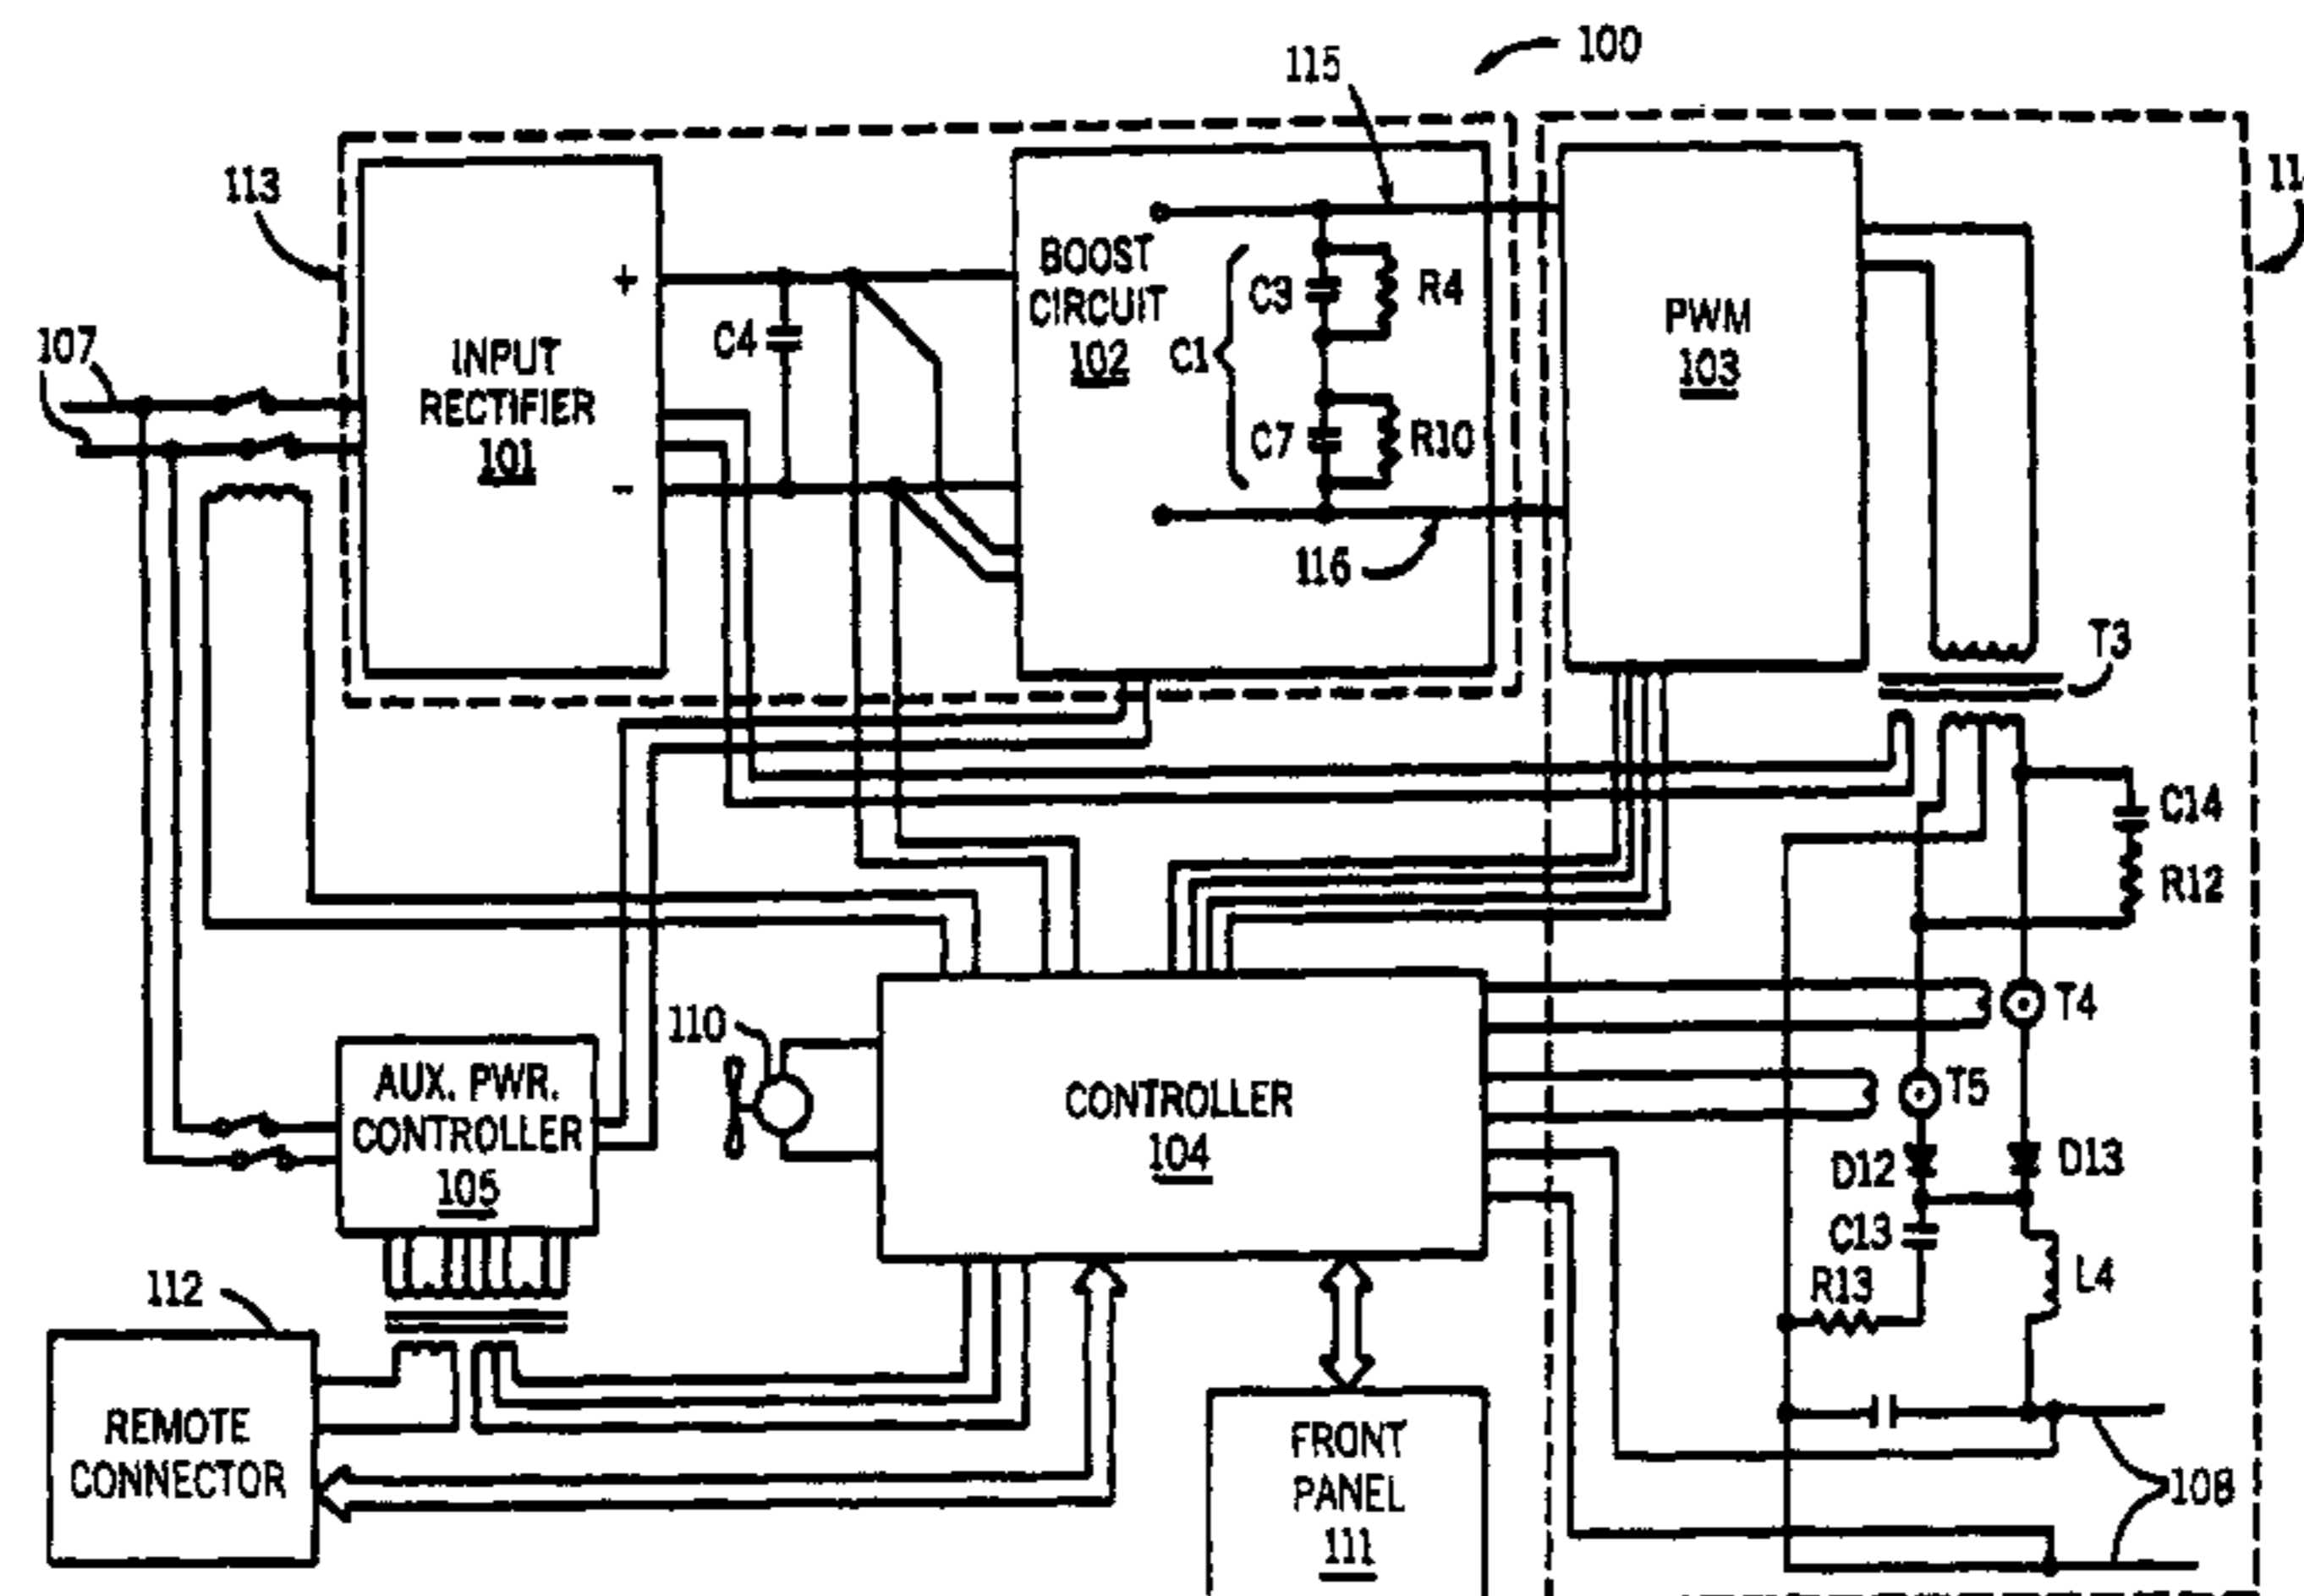 100
115
113
11
107
INPUT
RECTIFIER
101
+
-
C4
BOOST
CIRCUIT
102
C1
C3
R4
C7
R10
116
PWM
103
T3
C14
R12
T4
T5
D12
D13
C13
R13
L4
108
110
AUX. PWR.
CONTROLLER
105
CONTROLLER
104
112
REMOTE
CONNECTOR
FRONT
PANEL
111